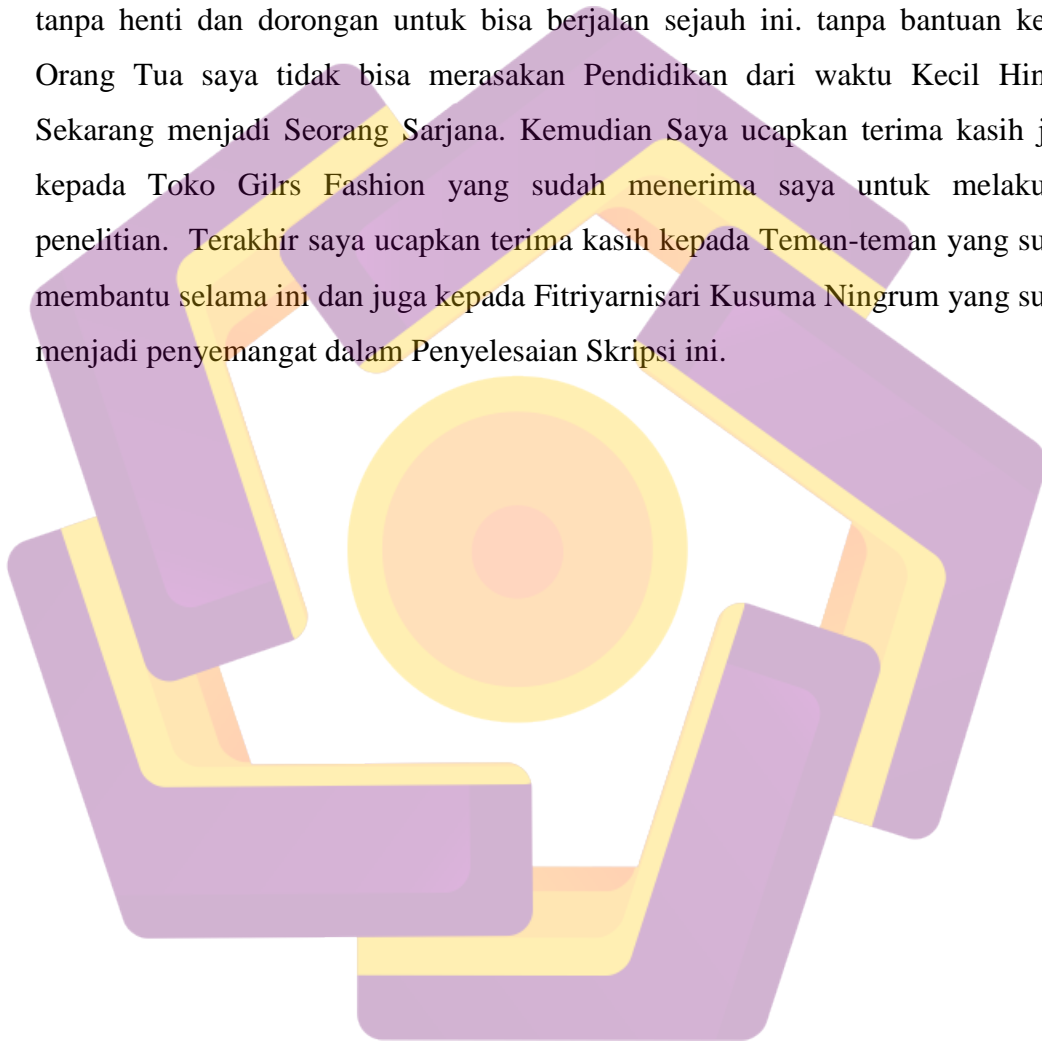 tanpa henti dan dorongan untuk bisa berjalan sejauh ini. tanpa bantuan ke
Orang Tua saya tidak bisa merasakan Pendidikan dari waktu Kecil Hin
Sekarang menjadi Seorang Sarjana. Kemudian Saya ucapkan terima kasih j
kepada Toko Gilrs Fashion yang sudah menerima saya untuk melaku
penelitian. Terakhir saya ucapkan terima kasih kepada Teman-teman yang su
membantu selama ini dan juga kepada Fitriyarnisari Kusuma Ningrum yang su
menjadi penyemangat dalam Penyelesaian Skripsi ini.